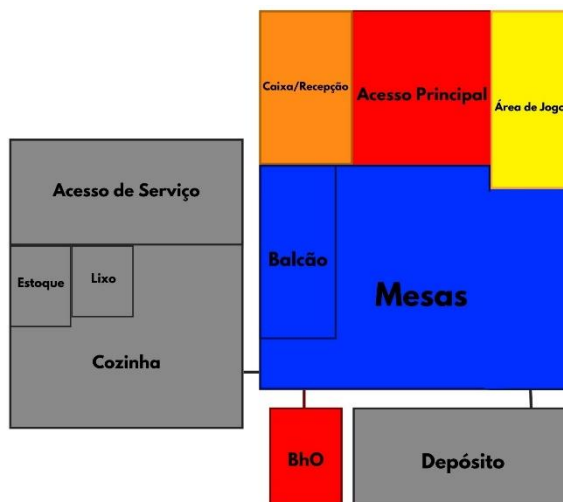 Caixa/Recepção
Acesso Principal
Área de Jogo
Acesso de Serviço
Balcão
Estoque
Lixo
Mesas
Cozinha
BhO
Depósito